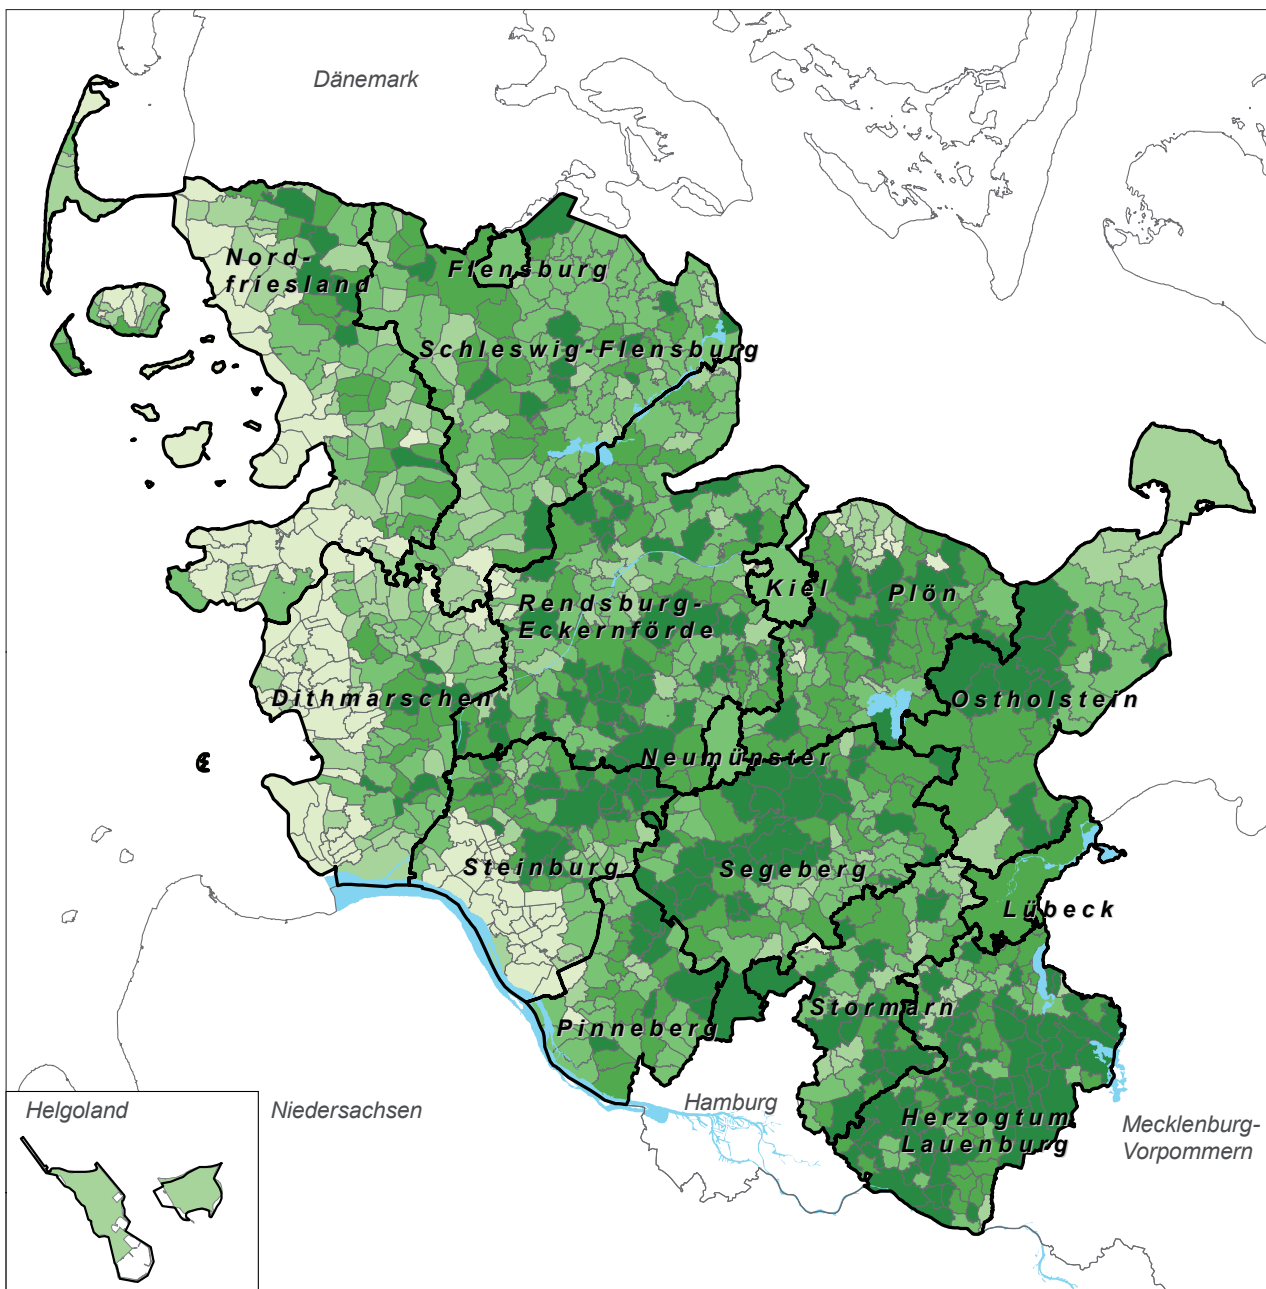 Dänemark
Nord-
friesland
Flensburg
Schleswig-Flensburg
Kiel
Plön
Rendsburg-
Eckernförde
Dithmarschen
Ostholstein
Neumünster
Steinburg
Segeberg
Lübeck
Stormarn
Pinneberg
Helgoland
Niedersachsen
Hamburg
Herzogtum
Lauenburg
Mecklenburg-
Vorpommern